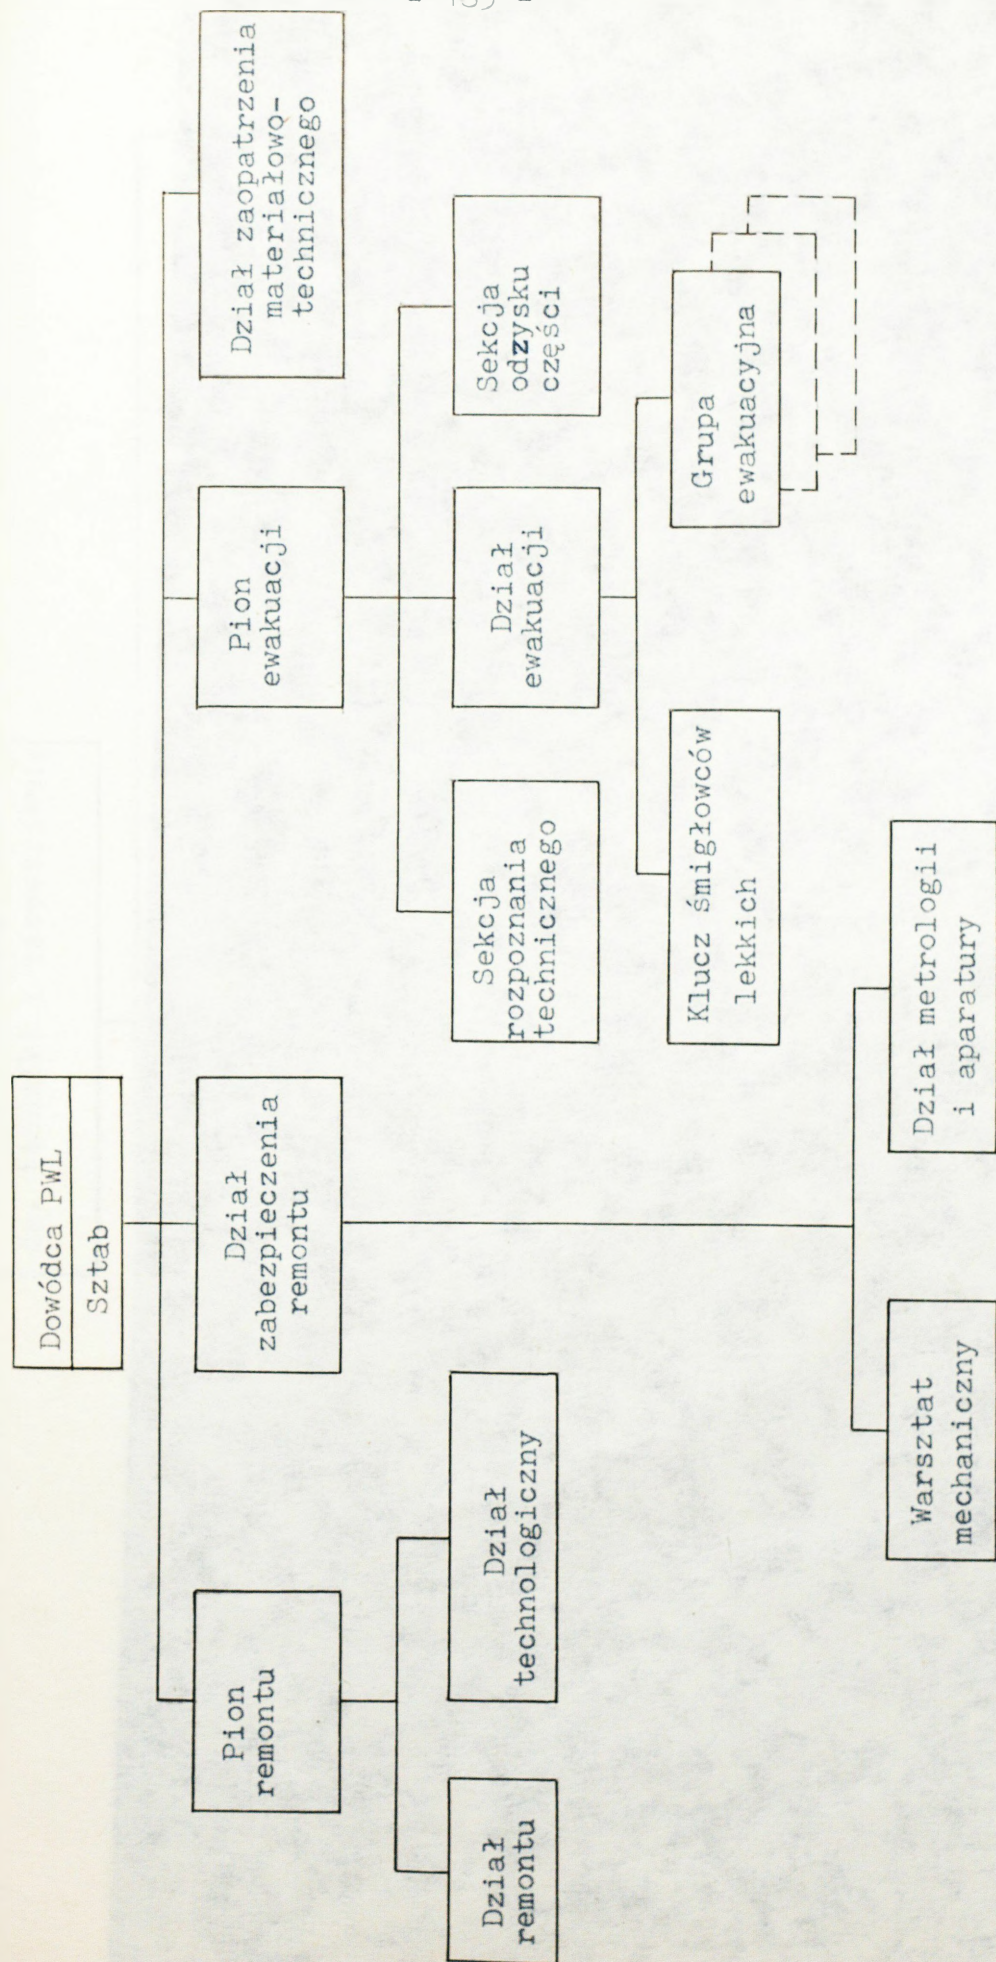 Dowódca PWL
Sztab
Pion
remontu
Dział
zabezpieczenia
remontu
Pion
ewakuacji
Dział zaopatrzenia
materiałowo-
technicznego
Dział
remontu
Dział
technologiczny
Sekcja
rozpoznania
technicznego
Dział
ewakuacji
Sekcja
odzysku
części
Klucz śmigłowców
lekkich
Grupa
ewakuacyjna
Warsztat
mechaniczny
Dział metrologii
i aparatury